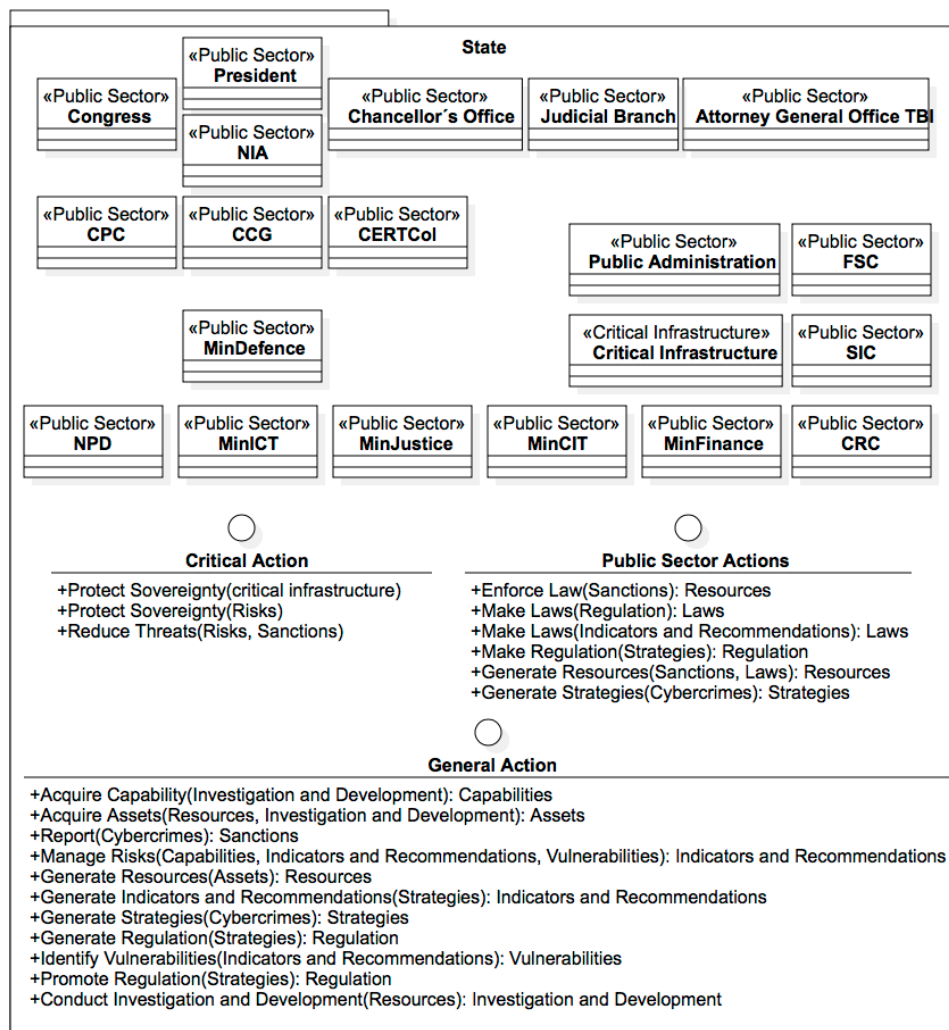 State
«Public Sector»
President
«Public Sector»
Congress
«Public Sector»
Chancellor´s Office
«Public Sector»
Judicial Branch
«Public Sector»
Attorney General Office TBI
«Public Sector»
NIA
«Public Sector»
CPC
«Public Sector»
CCG
«Public Sector»
CERTCol
«Public Sector»
Public Administration
«Public Sector»
FSC
«Public Sector»
MinDefence
«Critical Infrastructure»
Critical Infrastructure
«Public Sector»
SIC
«Public Sector»
NPD
«Public Sector»
MinICT
«Public Sector»
MinJustice
«Public Sector»
MinCIT
«Public Sector»
MinFinance
«Public Sector»
CRC
Critical Action
+Protect Sovereignty(critical infrastructure)
+Protect Sovereignty(Risks)
+Reduce Threats(Risks, Sanctions)
Public Sector Actions
+Enforce Law(Sanctions): Resources
+Make Laws(Regulation): Laws
+Make Laws(Indicators and Recommendations): Laws
+Make Regulation(Strategies): Regulation
+Generate Resources(Sanctions, Laws): Resources
+Generate Strategies(Cybercrimes): Strategies
General Action
+Acquire Capability(Investigation and Development): Capabilities
+Acquire Assets(Resources, Investigation and Development): Assets
+Report(Cybercrimes): Sanctions
+Manage Risks(Capabilities, Indicators and Recommendations, Vulnerabilities): Indicators and Recommendations
+Generate Resources(Assets): Resources
+Generate Indicators and Recommendations(Strategies): Indicators and Recommendations
+Generate Strategies(Cybercrimes): Strategies
+Generate Regulation(Strategies): Regulation
+Identify Vulnerabilities(Indicators and Recommendations): Vulnerabilities
+Promote Regulation(Strategies): Regulation
+Conduct Investigation and Development(Resources): Investigation and Development